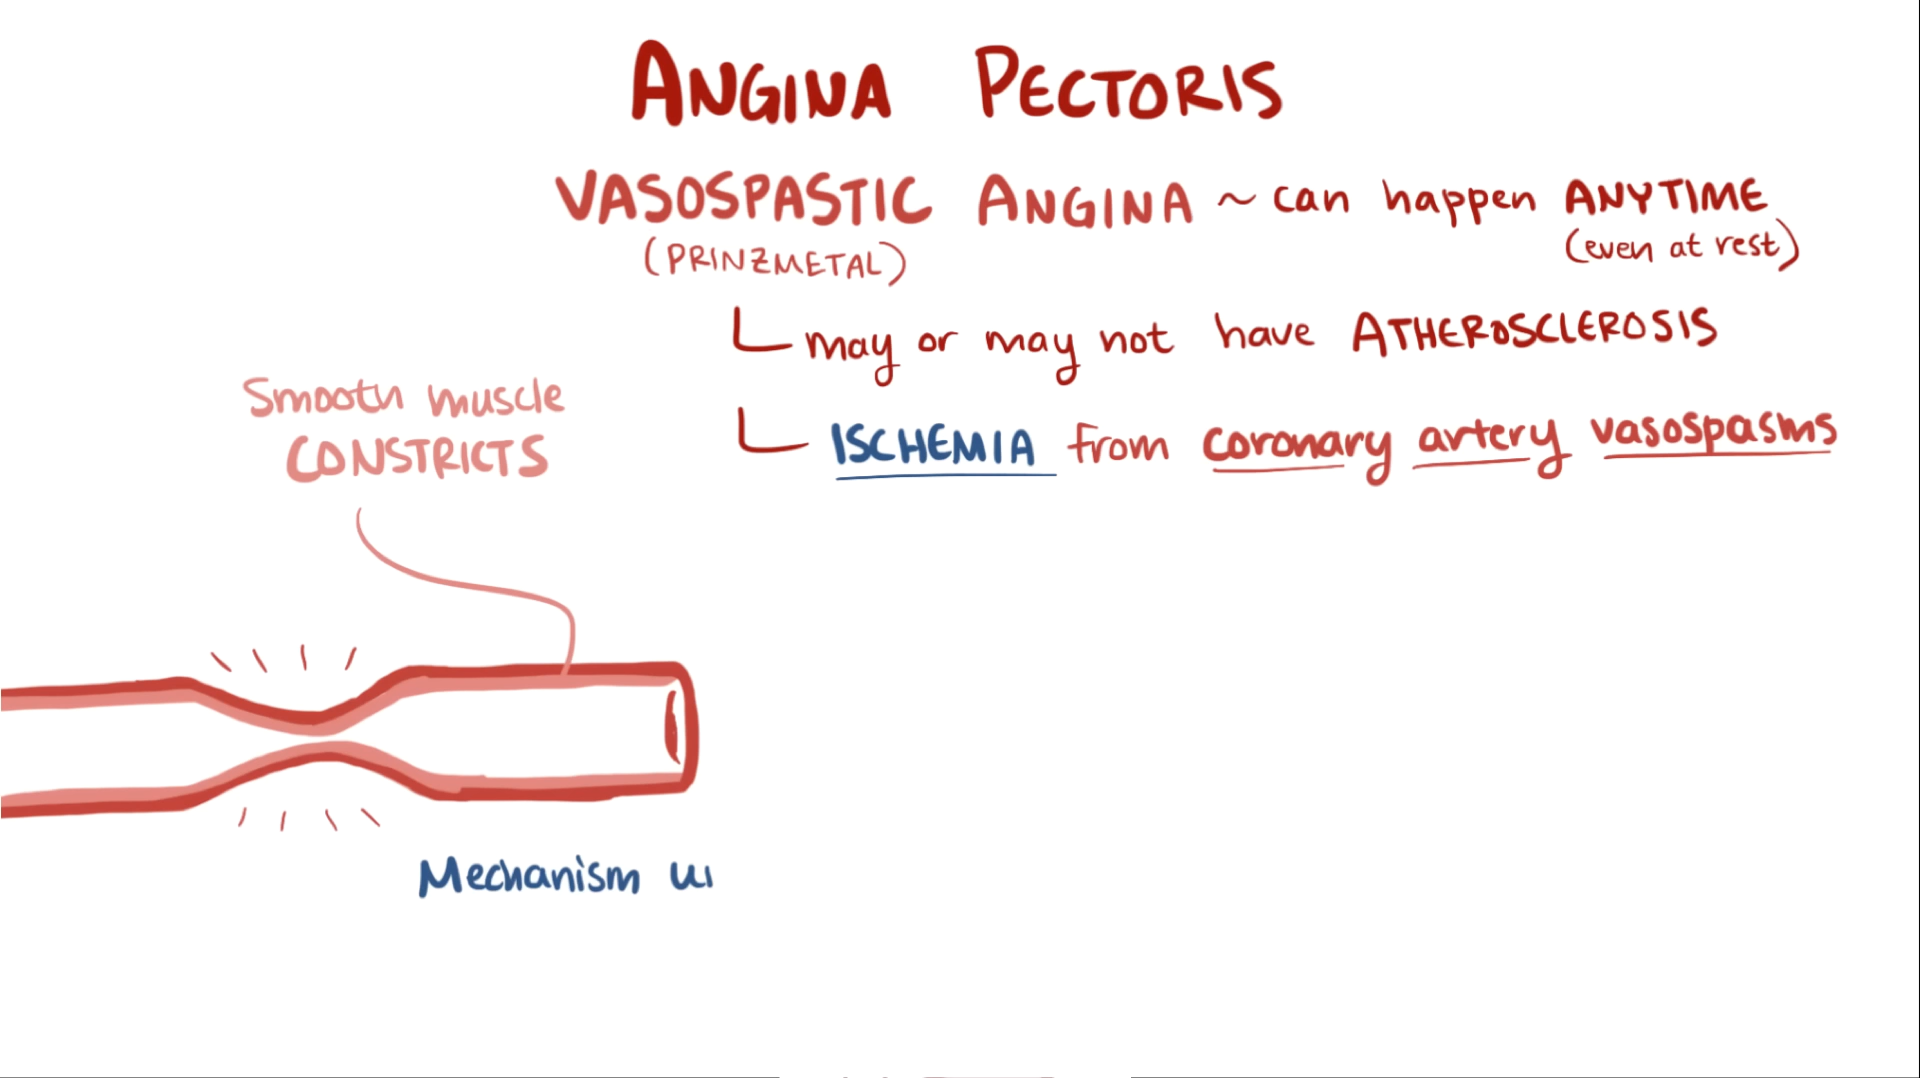 ANGINA PECTORIS
VASOSPASTIC ANGINA ~ can happen ANYTIME
(PRINZMETAL) (even at rest)
may or may not have ATHEROSCLEROSIS
ISCHEMIA from coronary artery vasospasms
Smooth muscle
CONSTRICTS
Mechanism